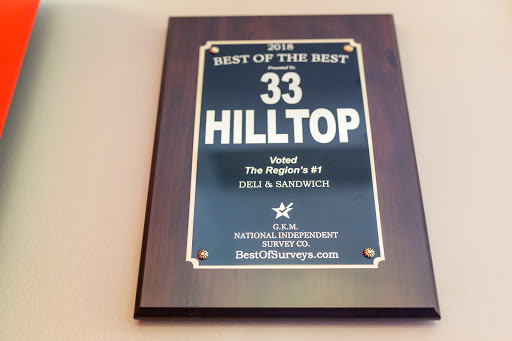 2018
BEST OF THE BEST
Presented To
33
HILLTOP
Voted
The Region's #1
DELI & SANDWICH
G.K.M.
NATIONAL INDEPENDENT
SURVEY CO.
BestOfSurveys.com